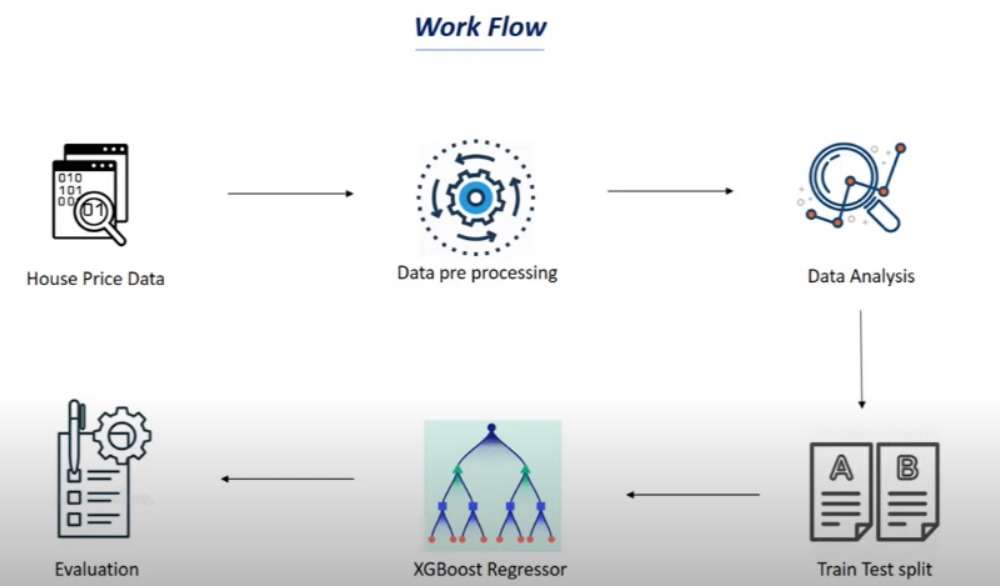 Work Flow
010
101
00
01
House Price Data
Data pre processing
Data Analysis
A
B
Train Test split
XGBoost Regressor
Evaluation